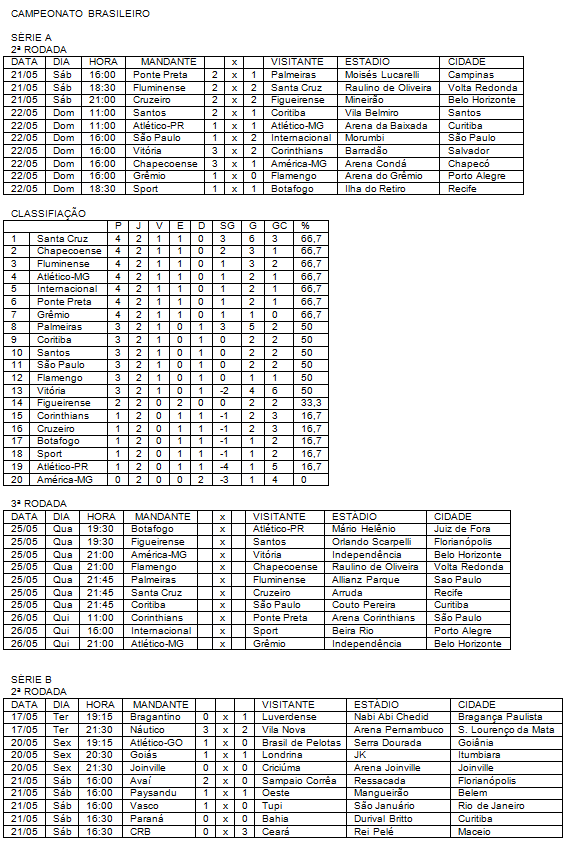 CAMPEONATO BRASILEIRO
SÉRIE A
2ª RODADA
DATA DIA HORA MANDANTE x VISITANTE ESTÁDIO CIDADE
21/05 Sáb 16:00 Ponte Preta 2 x 1 Palmeiras Moisés Lucarelli Campinas
21/05 Sáb 18:30 Fluminense 2 x 2 Santa Cruz Raulino de Oliveira Volta Redonda
21/05 Sáb 21:00 Cruzeiro 2 x 2 Figueirense Mineirão Belo Horizonte
22/05 Dom 11:00 Santos 2 x 1 Coritiba Vila Belmiro Santos
22/05 Dom 11:00 Atlético-PR 1 x 1 Atlético-MG Arena da Baixada Curitiba
22/05 Dom 16:00 São Paulo 1 x 2 Internacional Morumbi São Paulo
22/05 Dom 16:00 Vitória 3 x 2 Corinthians Barradão Salvador
22/05 Dom 16:00 Chapecoense 3 x 1 América-MG Arena Condá Chapecó
22/05 Dom 16:00 Grêmio 1 x 0 Flamengo Arena do Grêmio Porto Alegre
22/05 Dom 18:30 Sport 1 x 1 Botafogo Ilha do Retiro Recife
CLASSIFIAÇÃO
P J V E D SG G GC %
1 Santa Cruz 4 2 1 1 0 3 6 3 66,7
2 Chapecoense 4 2 1 1 0 2 3 1 66,7
3 Fluminense 4 2 1 1 0 1 3 2 66,7
4 Atlético-MG 4 2 1 1 0 1 2 1 66,7
5 Internacional 4 2 1 1 0 1 2 1 66,7
6 Ponte Preta 4 2 1 1 0 1 2 1 66,7
7 Grêmio 4 2 1 1 0 1 1 0 66,7
8 Palmeiras 3 2 1 0 1 3 5 2 50
9 Coritiba 3 2 1 0 1 0 2 2 50
10 Santos 3 2 1 0 1 0 2 2 50
11 São Paulo 3 2 1 0 1 0 2 2 50
12 Flamengo 3 2 1 0 1 0 1 1 50
13 Vitória 3 2 1 0 1 -2 4 6 50
14 Figueirense 2 2 0 2 0 0 2 2 33,3
15 Corinthians 1 2 0 1 1 -1 2 3 16,7
16 Cruzeiro 1 2 0 1 1 -1 2 3 16,7
17 Botafogo 1 2 0 1 1 -1 1 2 16,7
18 Sport 1 2 0 1 1 -1 1 2 16,7
19 Atlético-PR 1 2 0 1 1 -4 1 5 16,7
20 América-MG 0 2 0 0 2 -3 1 4 0
3ª RODADA
DATA DIA HORA MANDANTE x VISITANTE ESTÁDIO CIDADE
25/05 Qua 19:30 Botafogo x Atlético-PR Mário Helênio Juiz de Fora
25/05 Qua 19:30 Figueirense x Santos Orlando Scarpelli Florianópolis
25/05 Qua 21:00 América-MG x Vitória Independência Belo Horizonte
25/05 Qua 21:00 Flamengo x Chapecoense Raulino de Oliveira Volta Redonda
25/05 Qua 21:45 Palmeiras x Fluminense Allianz Parque Sao Paulo
25/05 Qua 21:45 Santa Cruz x Cruzeiro Arruda Recife
25/05 Qua 21:45 Coritiba x São Paulo Couto Pereira Curitiba
26/05 Qui 11:00 Corinthians x Ponte Preta Arena Corinthians São Paulo
26/05 Qui 16:00 Internacional x Sport Beira Rio Porto Alegre
26/05 Qui 21:00 Atlético-MG x Grêmio Independência Belo Horizonte
SÉRIE B
2ª RODADA
DATA DIA HORA MANDANTE x VISITANTE ESTÁDIO CIDADE
17/05 Ter 19:15 Bragantino 0 x 1 Luverdense Nabi Abi Chedid Bragança Paulista
17/05 Ter 21:30 Náutico 3 x 2 Vila Nova Arena Pernambuco S. Lourenço da Mata
20/05 Sex 19:15 Atlético-GO 1 x 0 Brasil de Pelotas Serra Dourada Goiânia
20/05 Sex 20:30 Goiás 1 x 1 Londrina JK Itumbiara
20/05 Sex 21:30 Joinville 0 x 0 Criciúma Arena Joinville Joinville
21/05 Sáb 16:00 Avaí 2 x 0 Sampaio Corrêa Ressacada Florianópolis
21/05 Sáb 16:00 Paysandu 1 x 1 Oeste Mangueirão Belem
21/05 Sáb 16:00 Vasco 1 x 0 Tupi São Januário Rio de Janeiro
21/05 Sáb 16:30 Paraná 0 x 0 Bahia Durival Britto Curitiba
21/05 Sáb 16:30 CRB 0 x 3 Ceará Rei Pelé Maceio